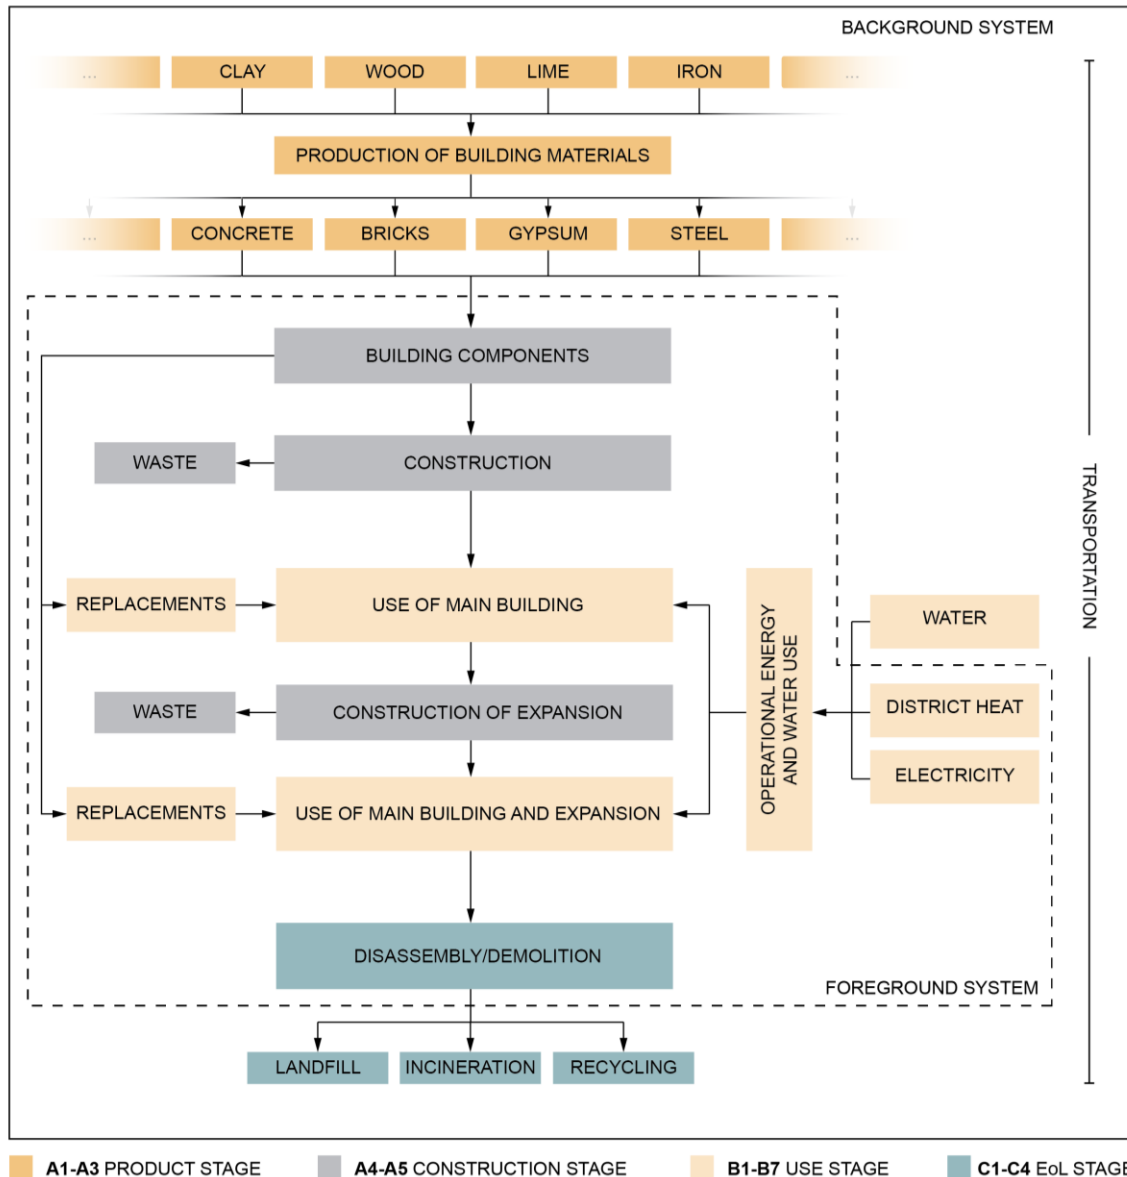 BACKGROUND SYSTEM
... CLAY WOOD LIME IRON ...
PRODUCTION OF BUILDING MATERIALS
... CONCRETE BRICKS GYPSUM STEEL ...
BUILDING COMPONENTS
WASTE CONSTRUCTION
TRANSPORTATION
REPLACEMENTS USE OF MAIN BUILDING
OPERATIONAL ENERGY
AND WATER USE
WATER
WASTE CONSTRUCTION OF EXPANSION
DISTRICT HEAT
ELECTRICITY
REPLACEMENTS USE OF MAIN BUILDING AND EXPANSION
DISASSEMBLY/DEMOLITION
FOREGROUND SYSTEM
LANDFILL INCINERATION RECYCLING
A1-A3 PRODUCT STAGE A4-A5 CONSTRUCTION STAGE B1-B7 USE STAGE C1-C4 EoL STAGE